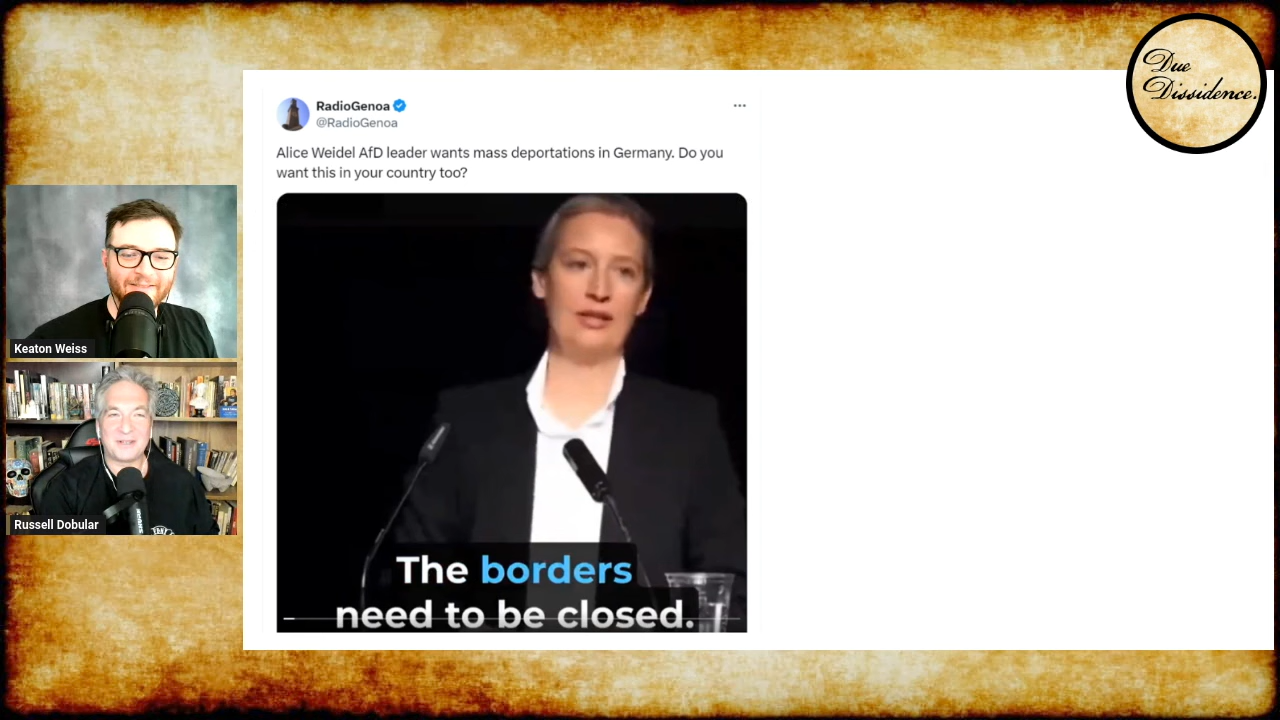 Due
Dissidence.
RadioGenoa
@RadioGenoa
Alice Weidel AfD leader wants mass deportations in Germany. Do you
want this in your country too?
The borders
need to be closed.
Keaton Weiss
Russell Dobular